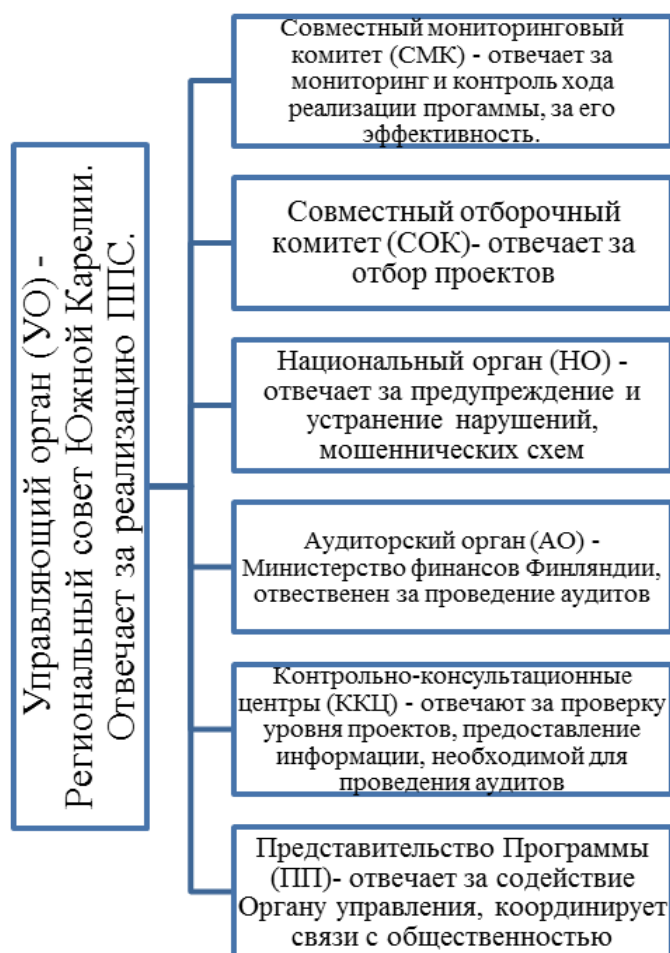 Управляющий орган (УО) -
Региональный совет Южной Карелии.
Отвечает за реализацию ППС.
Совместный мониторинговый
комитет (СМК) - отвечает за
мониторинг и контроль хода
реализации прогаммы, за его
эффективность.
Совместный отборочный
комитет (СОК)- отвечает за
отбор проектов
Национальный орган (НО) -
отвечает за предупреждение и
устранение нарушений,
мошеннических схем
Аудиторский орган (АО) -
Министерство финансов Финляндии,
отвественен за проведение аудитов
Контрольно-консультационные
центры (ККЦ) - отвечают за проверку
уровня проектов, предоставление
информации, необходимой для
проведения аудитов
Представительство Программы
(ПП)- отвечает за содействие
Органу управления, координирует
связи с общественностью